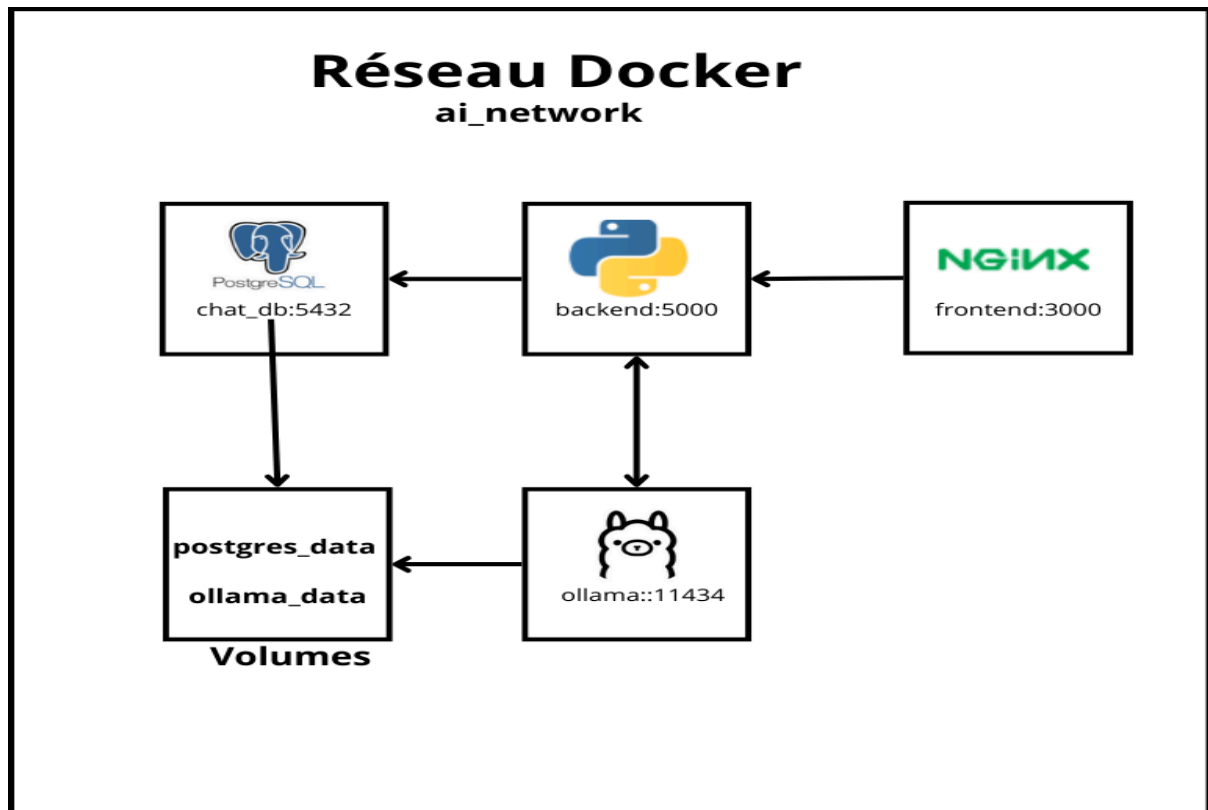 Réseau Docker
ai_network
PostgreSQL
chat_db:5432
backend:5000
NGiNX
frontend:3000
postgres_data
ollama_data
Volumes
ollama::11434